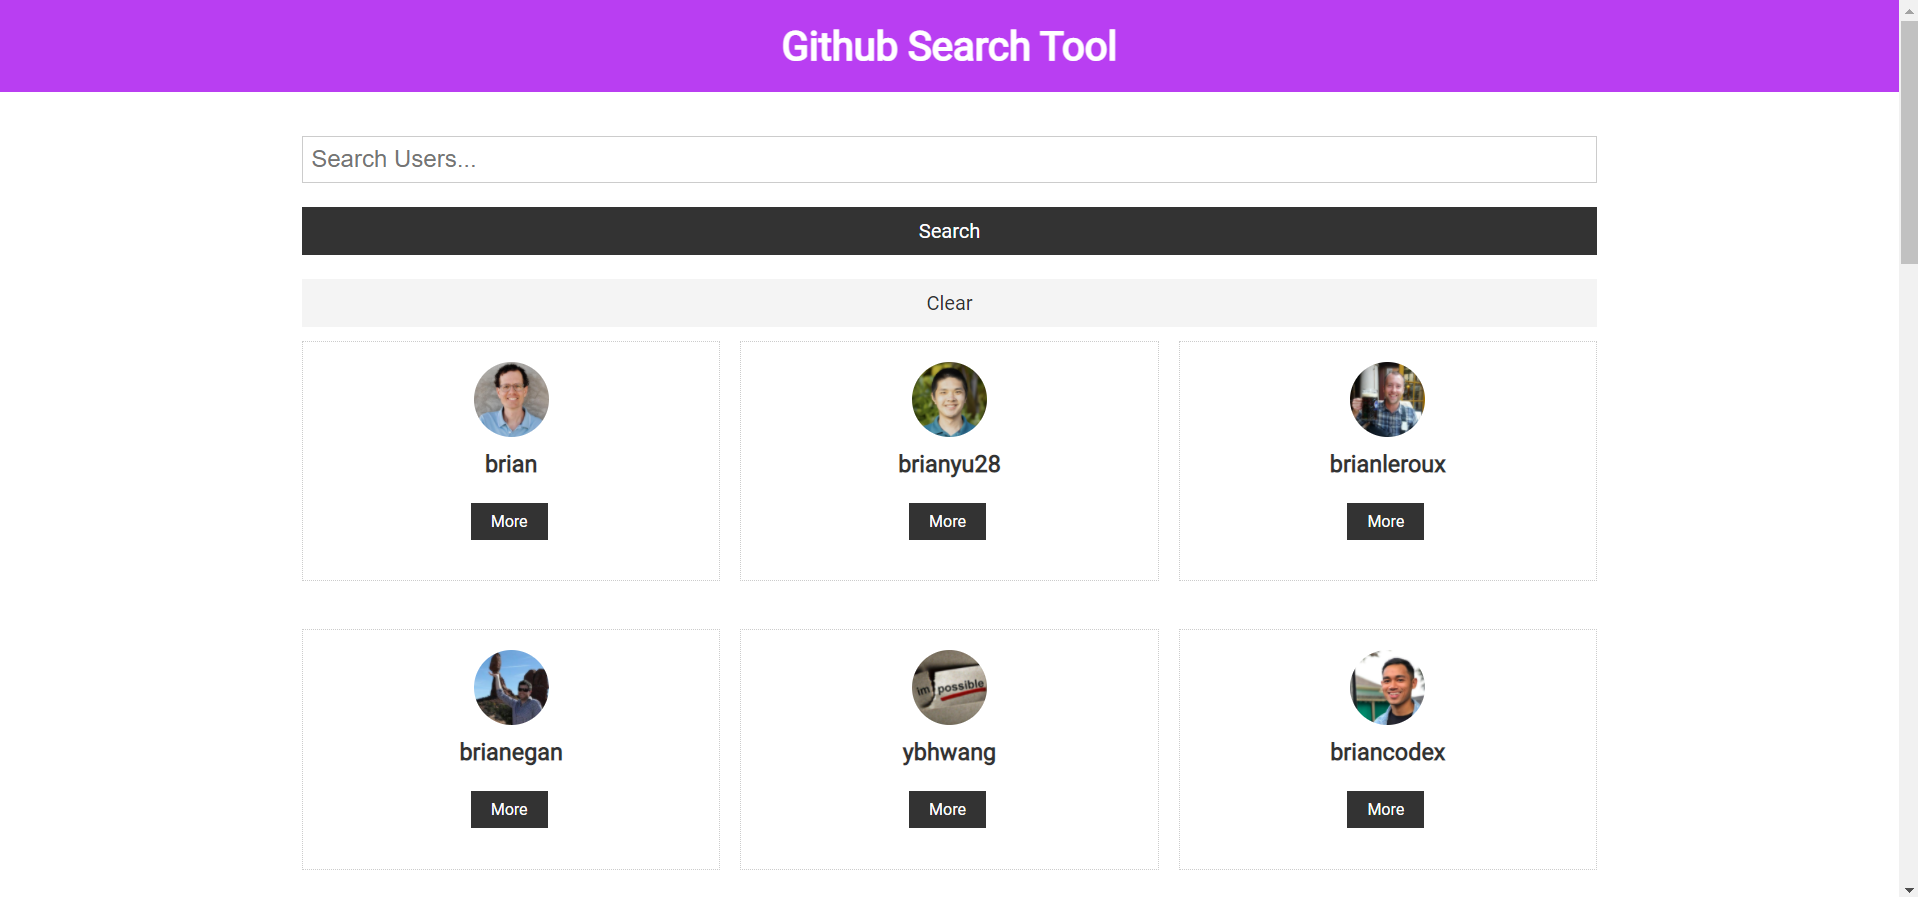 Github Search Tool
Search Users...
Search
Clear
brian
brianyu28
brianleroux
More
More
More
im possible
brianegan
ybhwang
briancodex
More
More
More